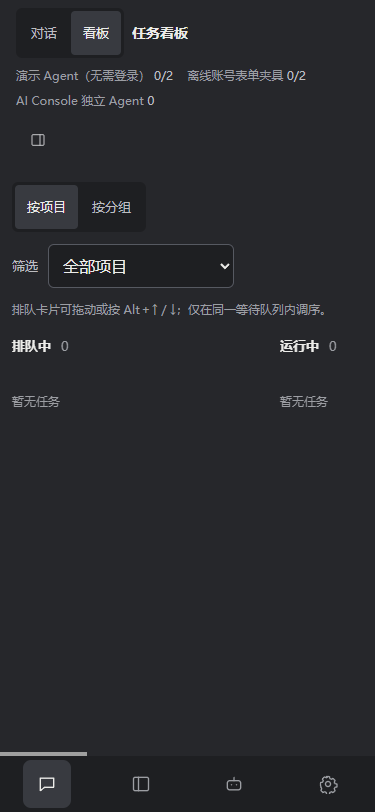 对话 看板 任务看板
演示 Agent（无需登录） 0/2 离线账号表单夹具 0/2
AI Console 独立 Agent 0
按项目 按分组
筛选 全部项目
排队卡片可拖动或按 Alt+↑/↓；仅在同一等待队列内调序。
排队中 0 运行中 0
暂无任务 暂无任务